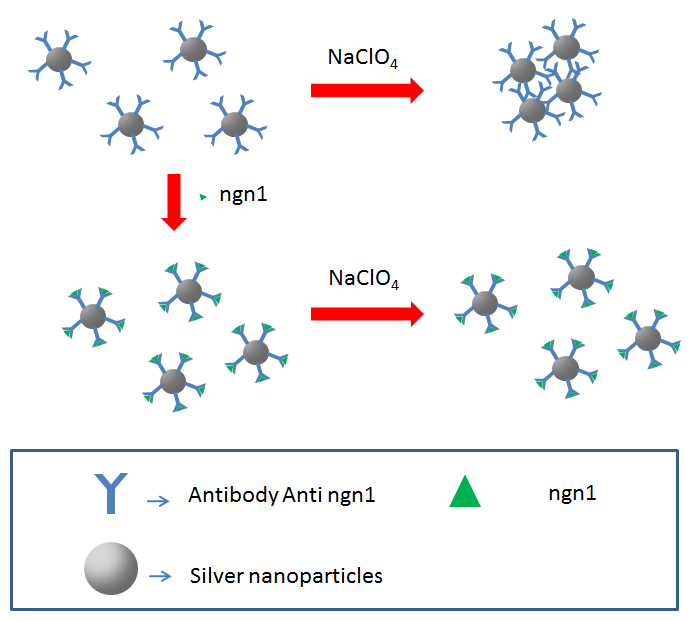 NaClO₄
ngn1
NaClO₄
Antibody Anti ngn1
ngn1
Silver nanoparticles